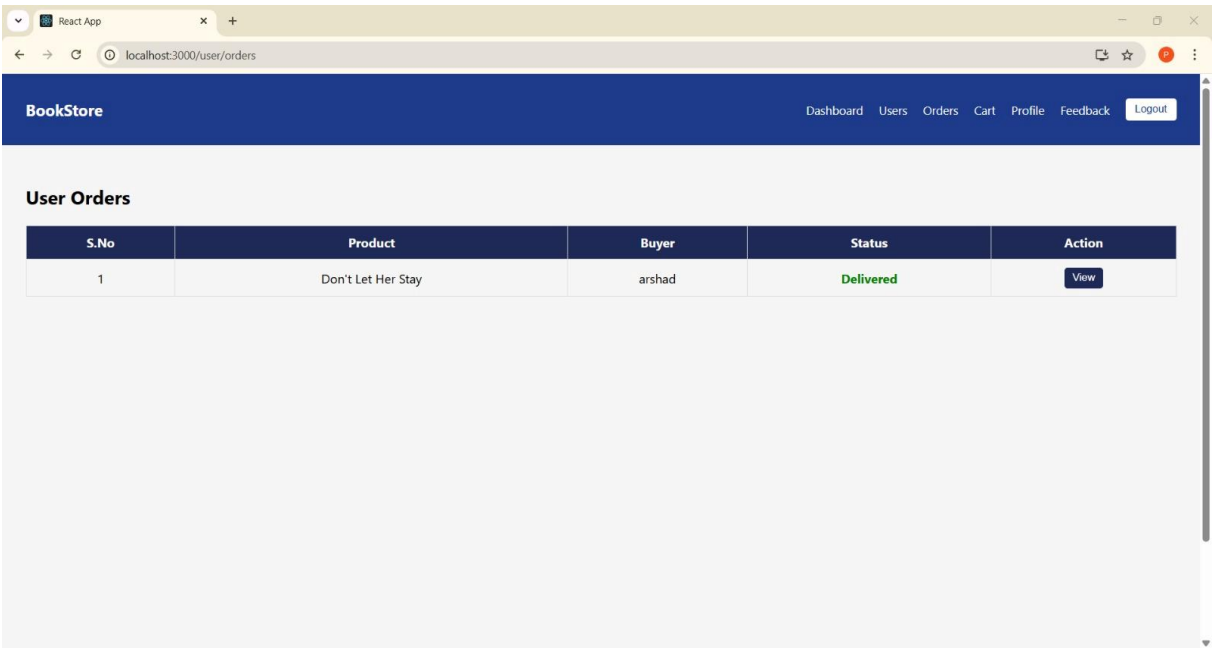 React App
localhost:3000/user/orders
P
BookStore Dashboard Users Orders Cart Profile Feedback Logout
User Orders
S.No Product Buyer Status Action
1 Don't Let Her Stay arshad Delivered View